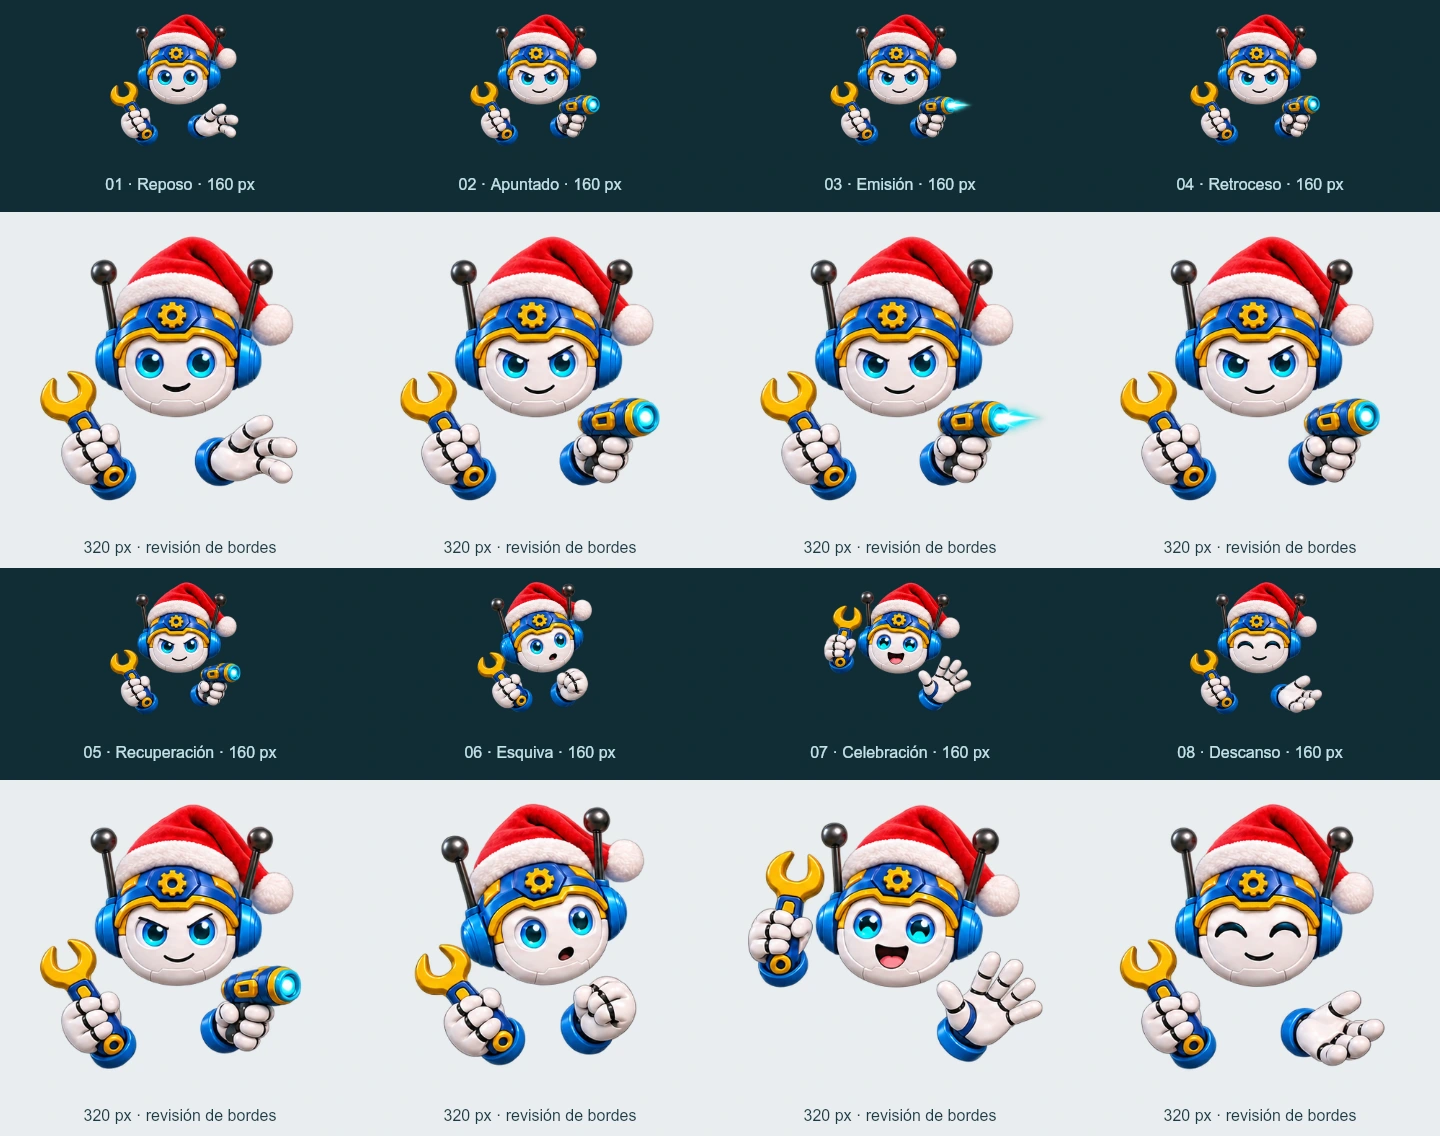 01 · Reposo · 160 px
02 · Apuntado · 160 px
03 · Emisión · 160 px
04 · Retroceso · 160 px
320 px · revisión de bordes
320 px · revisión de bordes
320 px · revisión de bordes
320 px · revisión de bordes
05 · Recuperación · 160 px
06 · Esquiva · 160 px
07 · Celebración · 160 px
08 · Descanso · 160 px
320 px · revisión de bordes
320 px · revisión de bordes
320 px · revisión de bordes
320 px · revisión de bordes